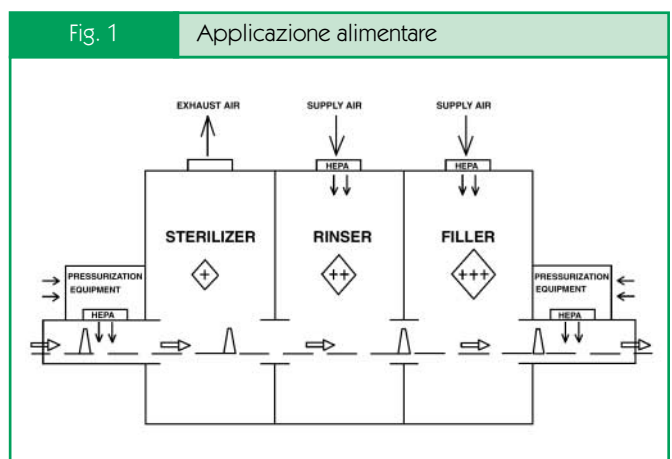 Fig. 1
Applicazione alimentare
EXHAUST AIR
SUPPLY AIR
SUPPLY AIR
HEPA
HEPA
STERILIZER
RINSER
FILLER
+
++
+++
PRESSURIZATION
EQUIPMENT
HEPA
PRESSURIZATION
EQUIPMENT
HEPA